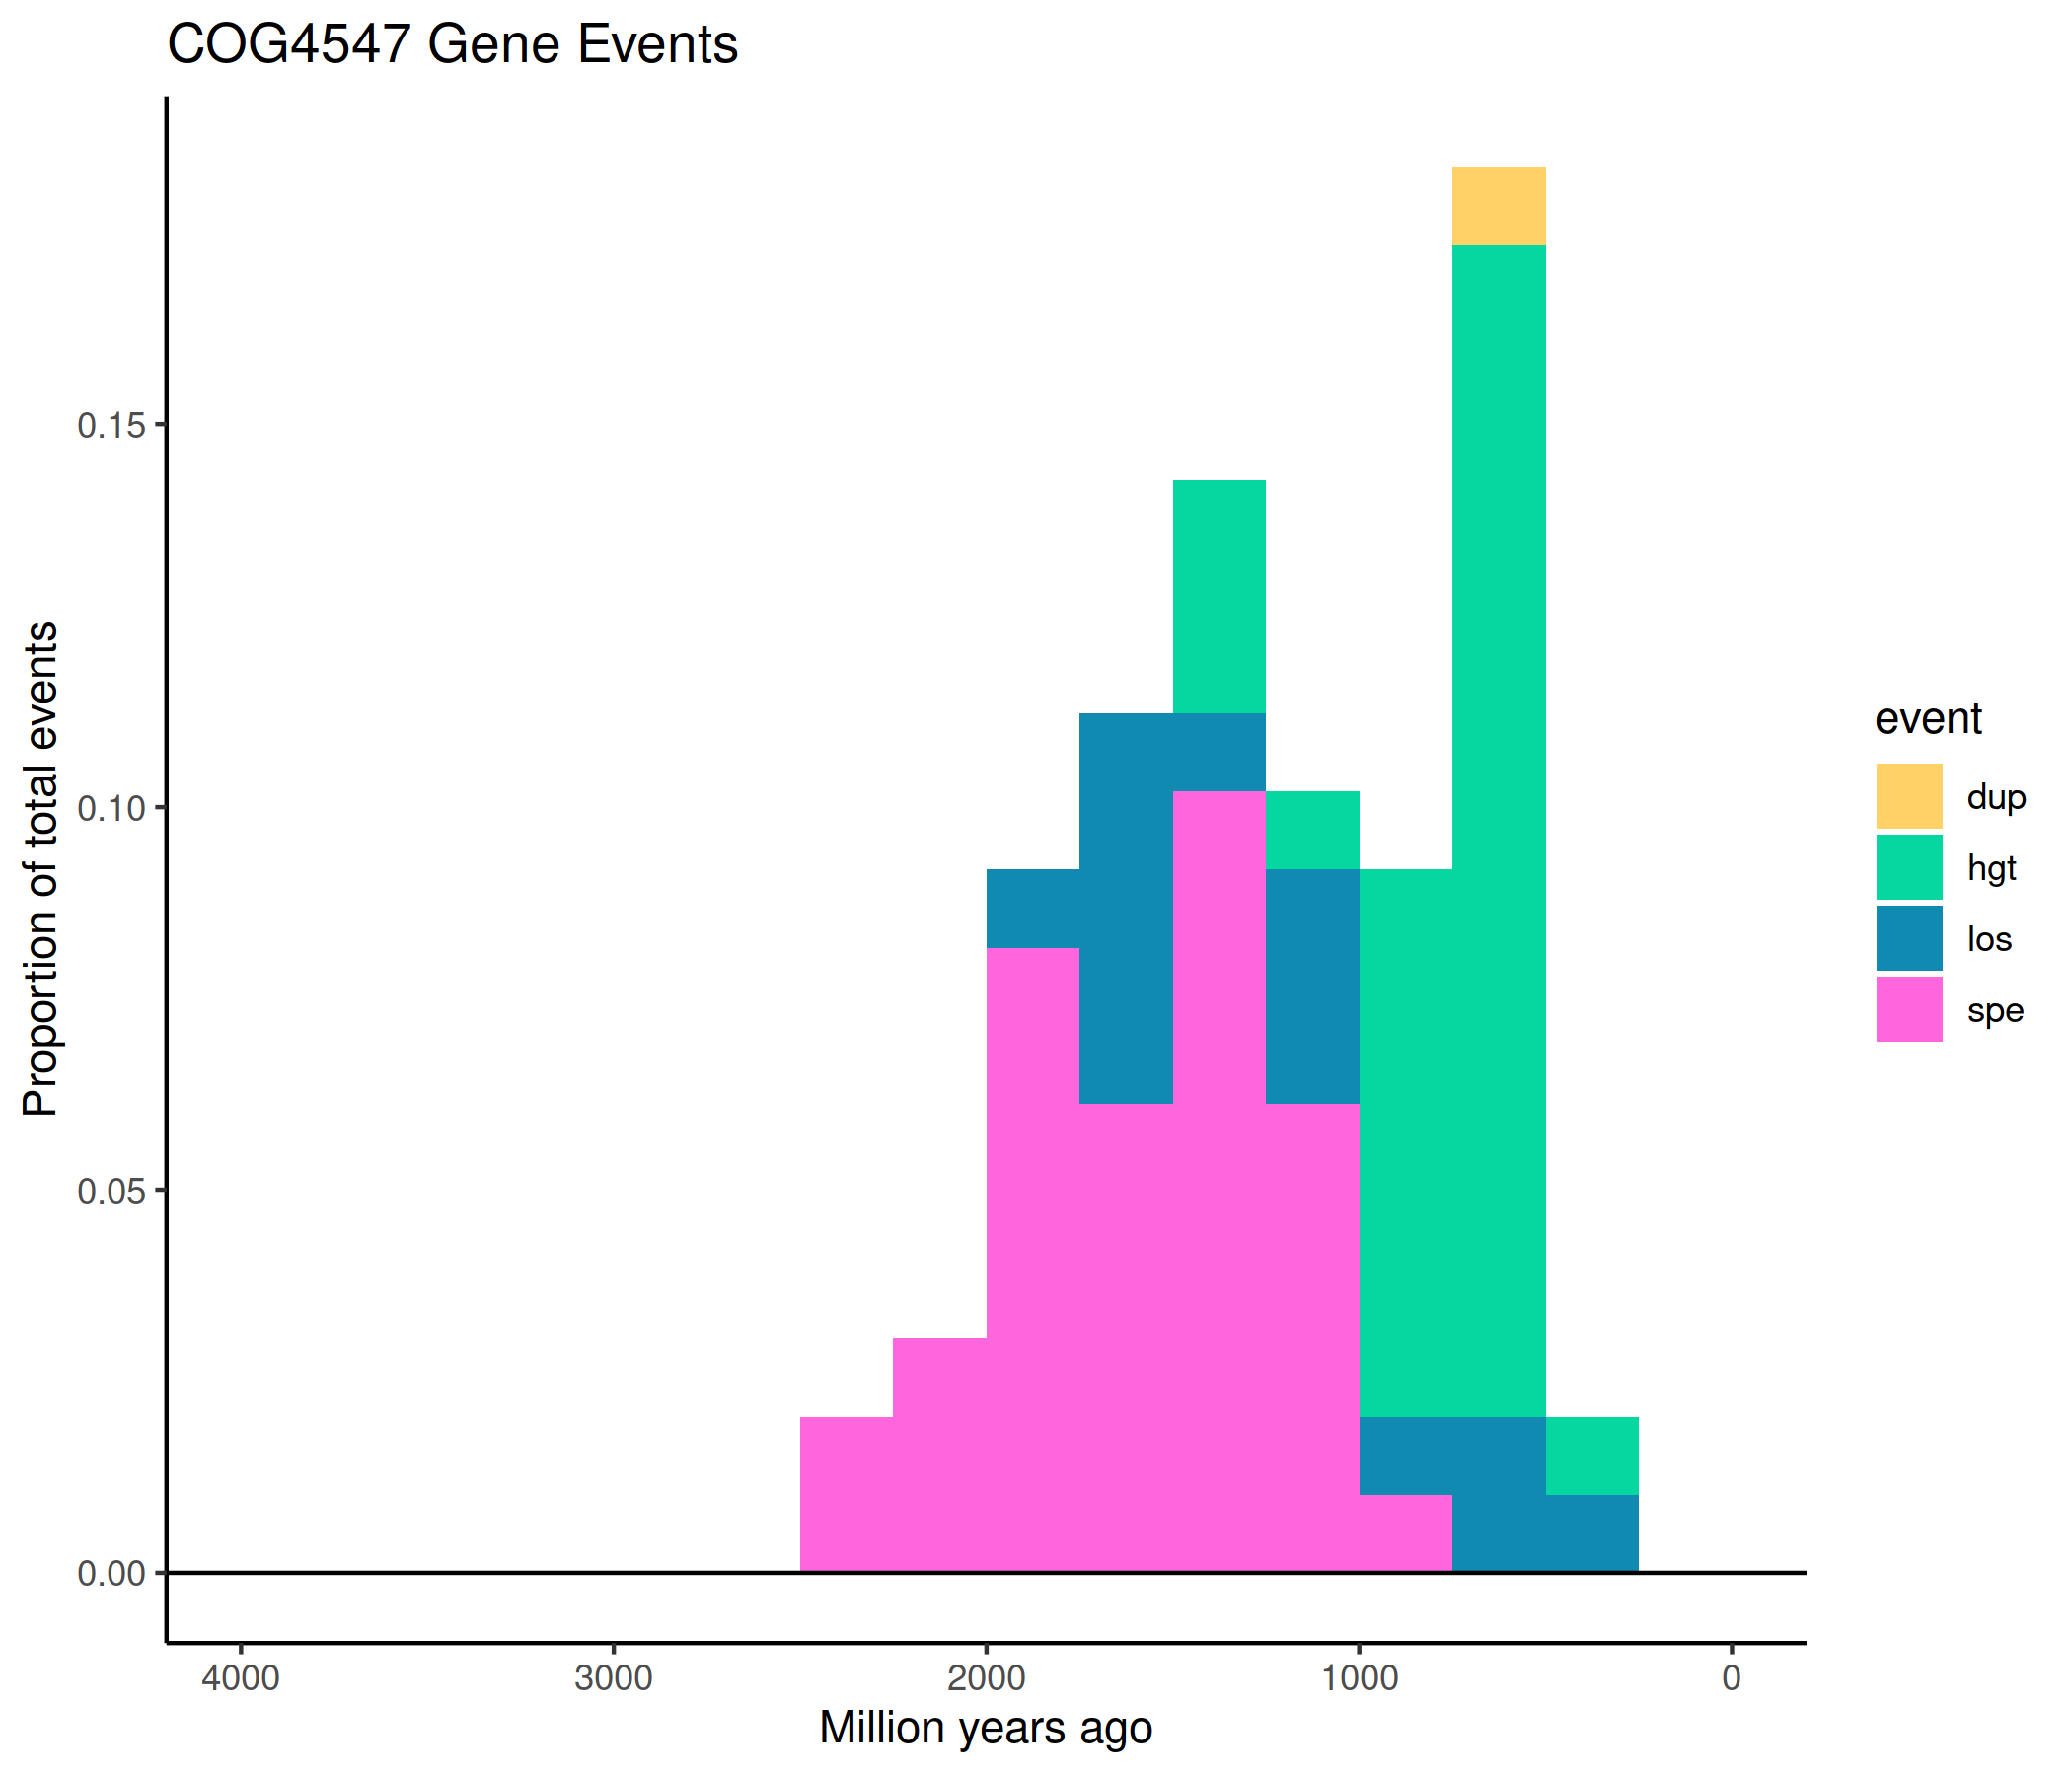 COG4547 Gene Events
Proportion of total events
0.15
0.10
0.05
0.00
4000 3000 2000 1000 0
Million years ago
event
dup
hgt
los
spe